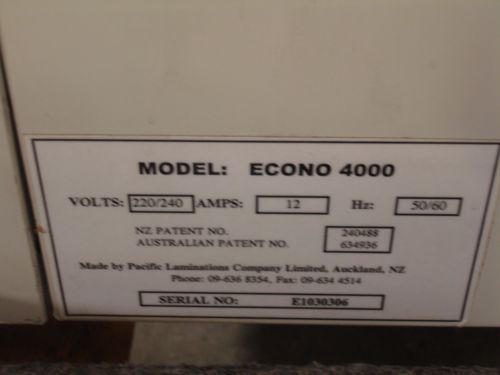 MODEL: ECONO 4000
VOLTS: 220/240 AMPS: 12 Hz: 50/60
NZ PATENT NO. 240488
AUSTRALIAN PATENT NO. 634936
Made by Pacific Laminations Company Limited, Auckland, NZ
Phone: 09-636 8354, Fax: 09-634 4514
SERIAL NO: E1030306